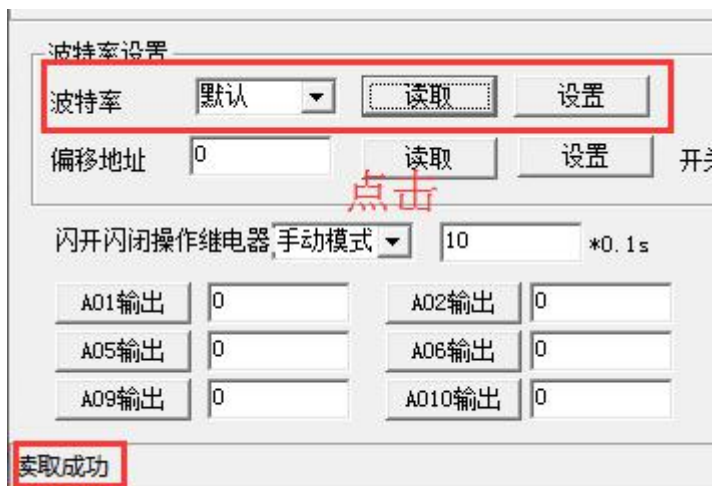 波特率设置
波特率 默认 读取 设置
偏移地址 0 读取 设置 开关
点击
闪开闪闭操作继电器 手动模式 10 *0.1s
A01输出 0 A02输出 0
A05输出 0 A06输出 0
A09输出 0 A010输出 0
读取成功